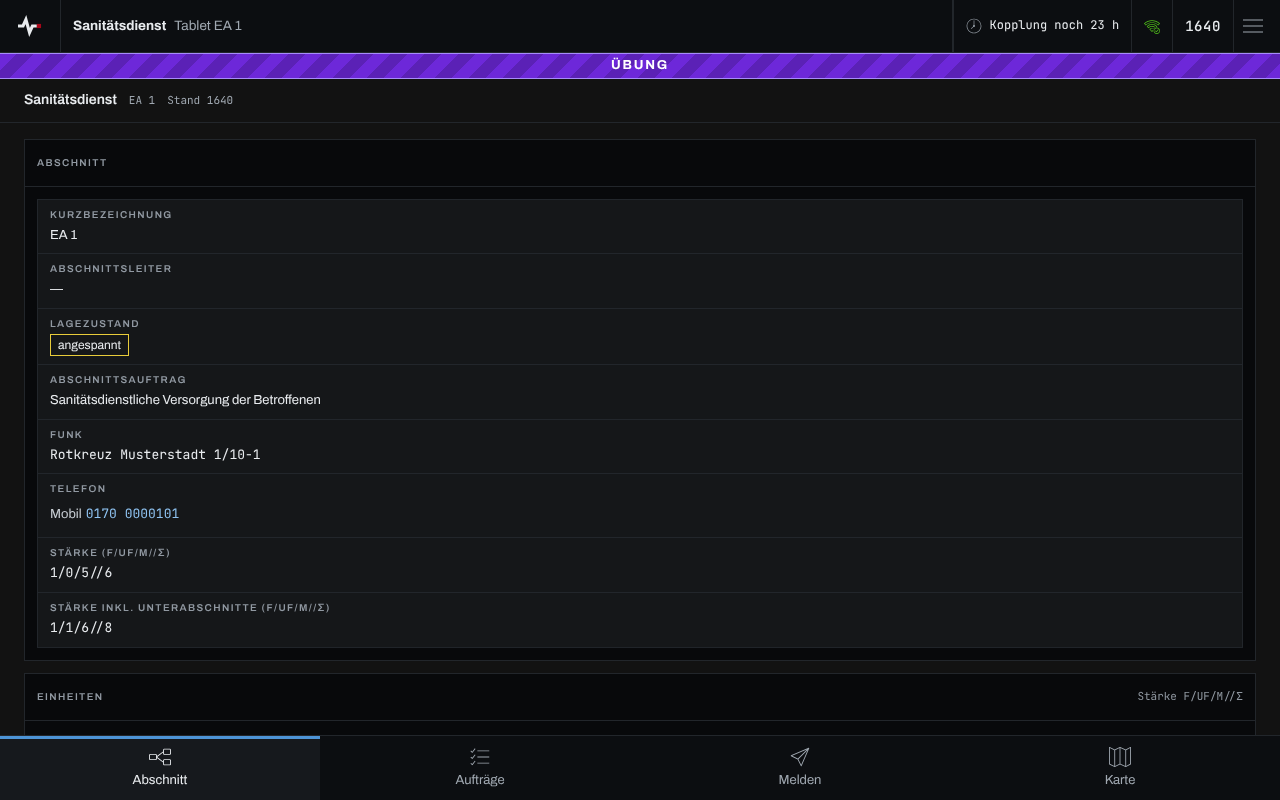 Sanitätsdienst Tablet EA 1
Kopplung noch 23 h
1640
ÜBUNG
Sanitätsdienst EA 1 Stand 1640
ABSCHNITT
KURZBEZEICHNUNG
EA 1
ABSCHNITTSLEITER
—
LAGEZUSTAND
angespannt
ABSCHNITTSAUFTRAG
Sanitätsdienstliche Versorgung der Betroffenen
FUNK
Rotkreuz Musterstadt 1/10-1
TELEFON
Mobil 0170 0000101
STÄRKE (F/UF/M//Σ)
1/0/5//6
STÄRKE INKL. UNTERABSCHNITTE (F/UF/M//Σ)
1/1/6//8
EINHEITEN
Stärke F/UF/M//Σ
Abschnitt
Aufträge
Melden
Karte